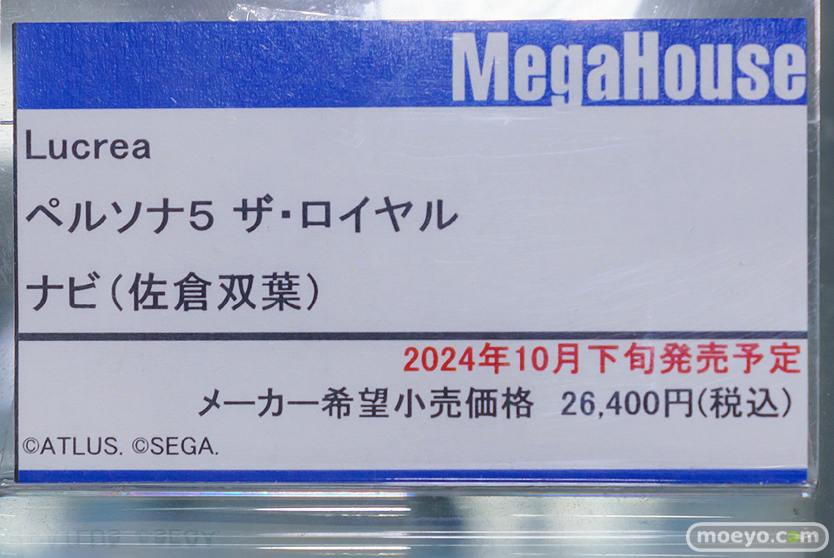 MegaHouse
Lucrea
ペルソナ5 ザ・ロイヤル
ナビ(佐倉双葉)
2024年10月下旬発売予定
メーカー希望小売価格 26,400円(税込)
©ATLUS. ©SEGA.
moeyo.com